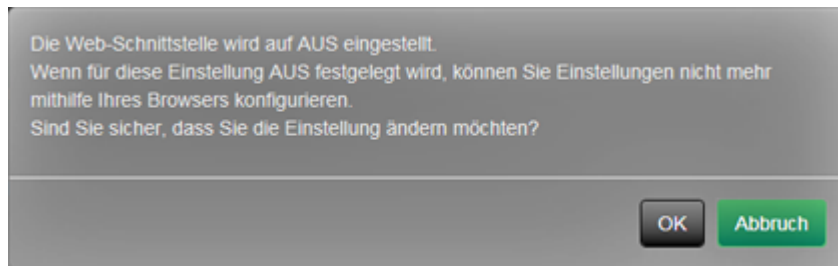 Die Web-Schnittstelle wird auf AUS eingestellt.
Wenn für diese Einstellung AUS festgelegt wird, können Sie Einstellungen nicht mehr
mithilfe Ihres Browsers konfigurieren.
Sind Sie sicher, dass Sie die Einstellung ändern möchten?
OK Abbruch